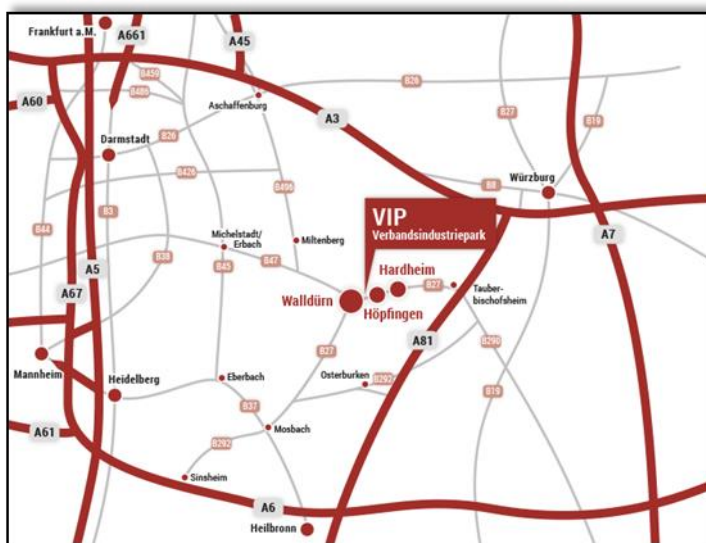 Frankfurt a.M.
A661
A45
B459
B26
A60
B486
Aschaffenburg
B27
B19
A3
Darmstadt
B26
B426
Würzburg
B8
B496
B3
VIP
Verbandsindustriepark
B44
Michelstadt/
Erbach
Miltenberg
A7
B38
B45
B47
A5
Hardheim
A67
Walldürn
B27
Tauber-
bischofsheim
Höpfingen
A81
B290
B27
Mannheim
Heidelberg
Eberbach
Osterburken
B292
B19
B37
A61
Mosbach
B292
Sinsheim
A6
Heilbronn